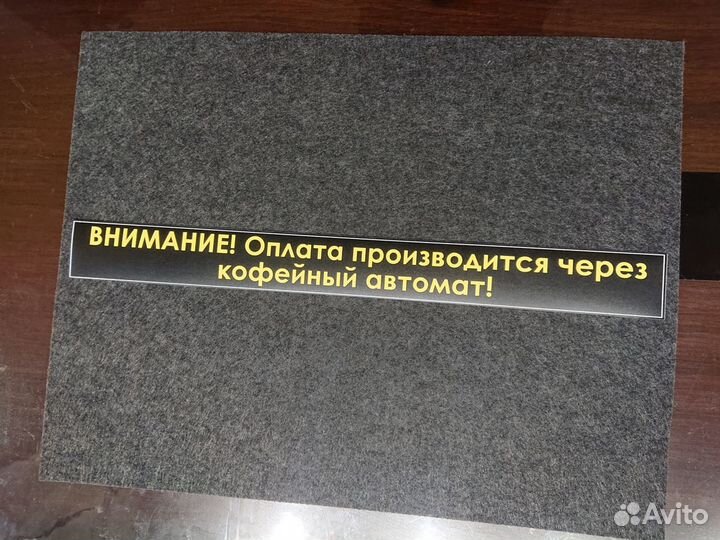 ВНИМАНИЕ! Оплата производится через
кофейный автомат!
Avito